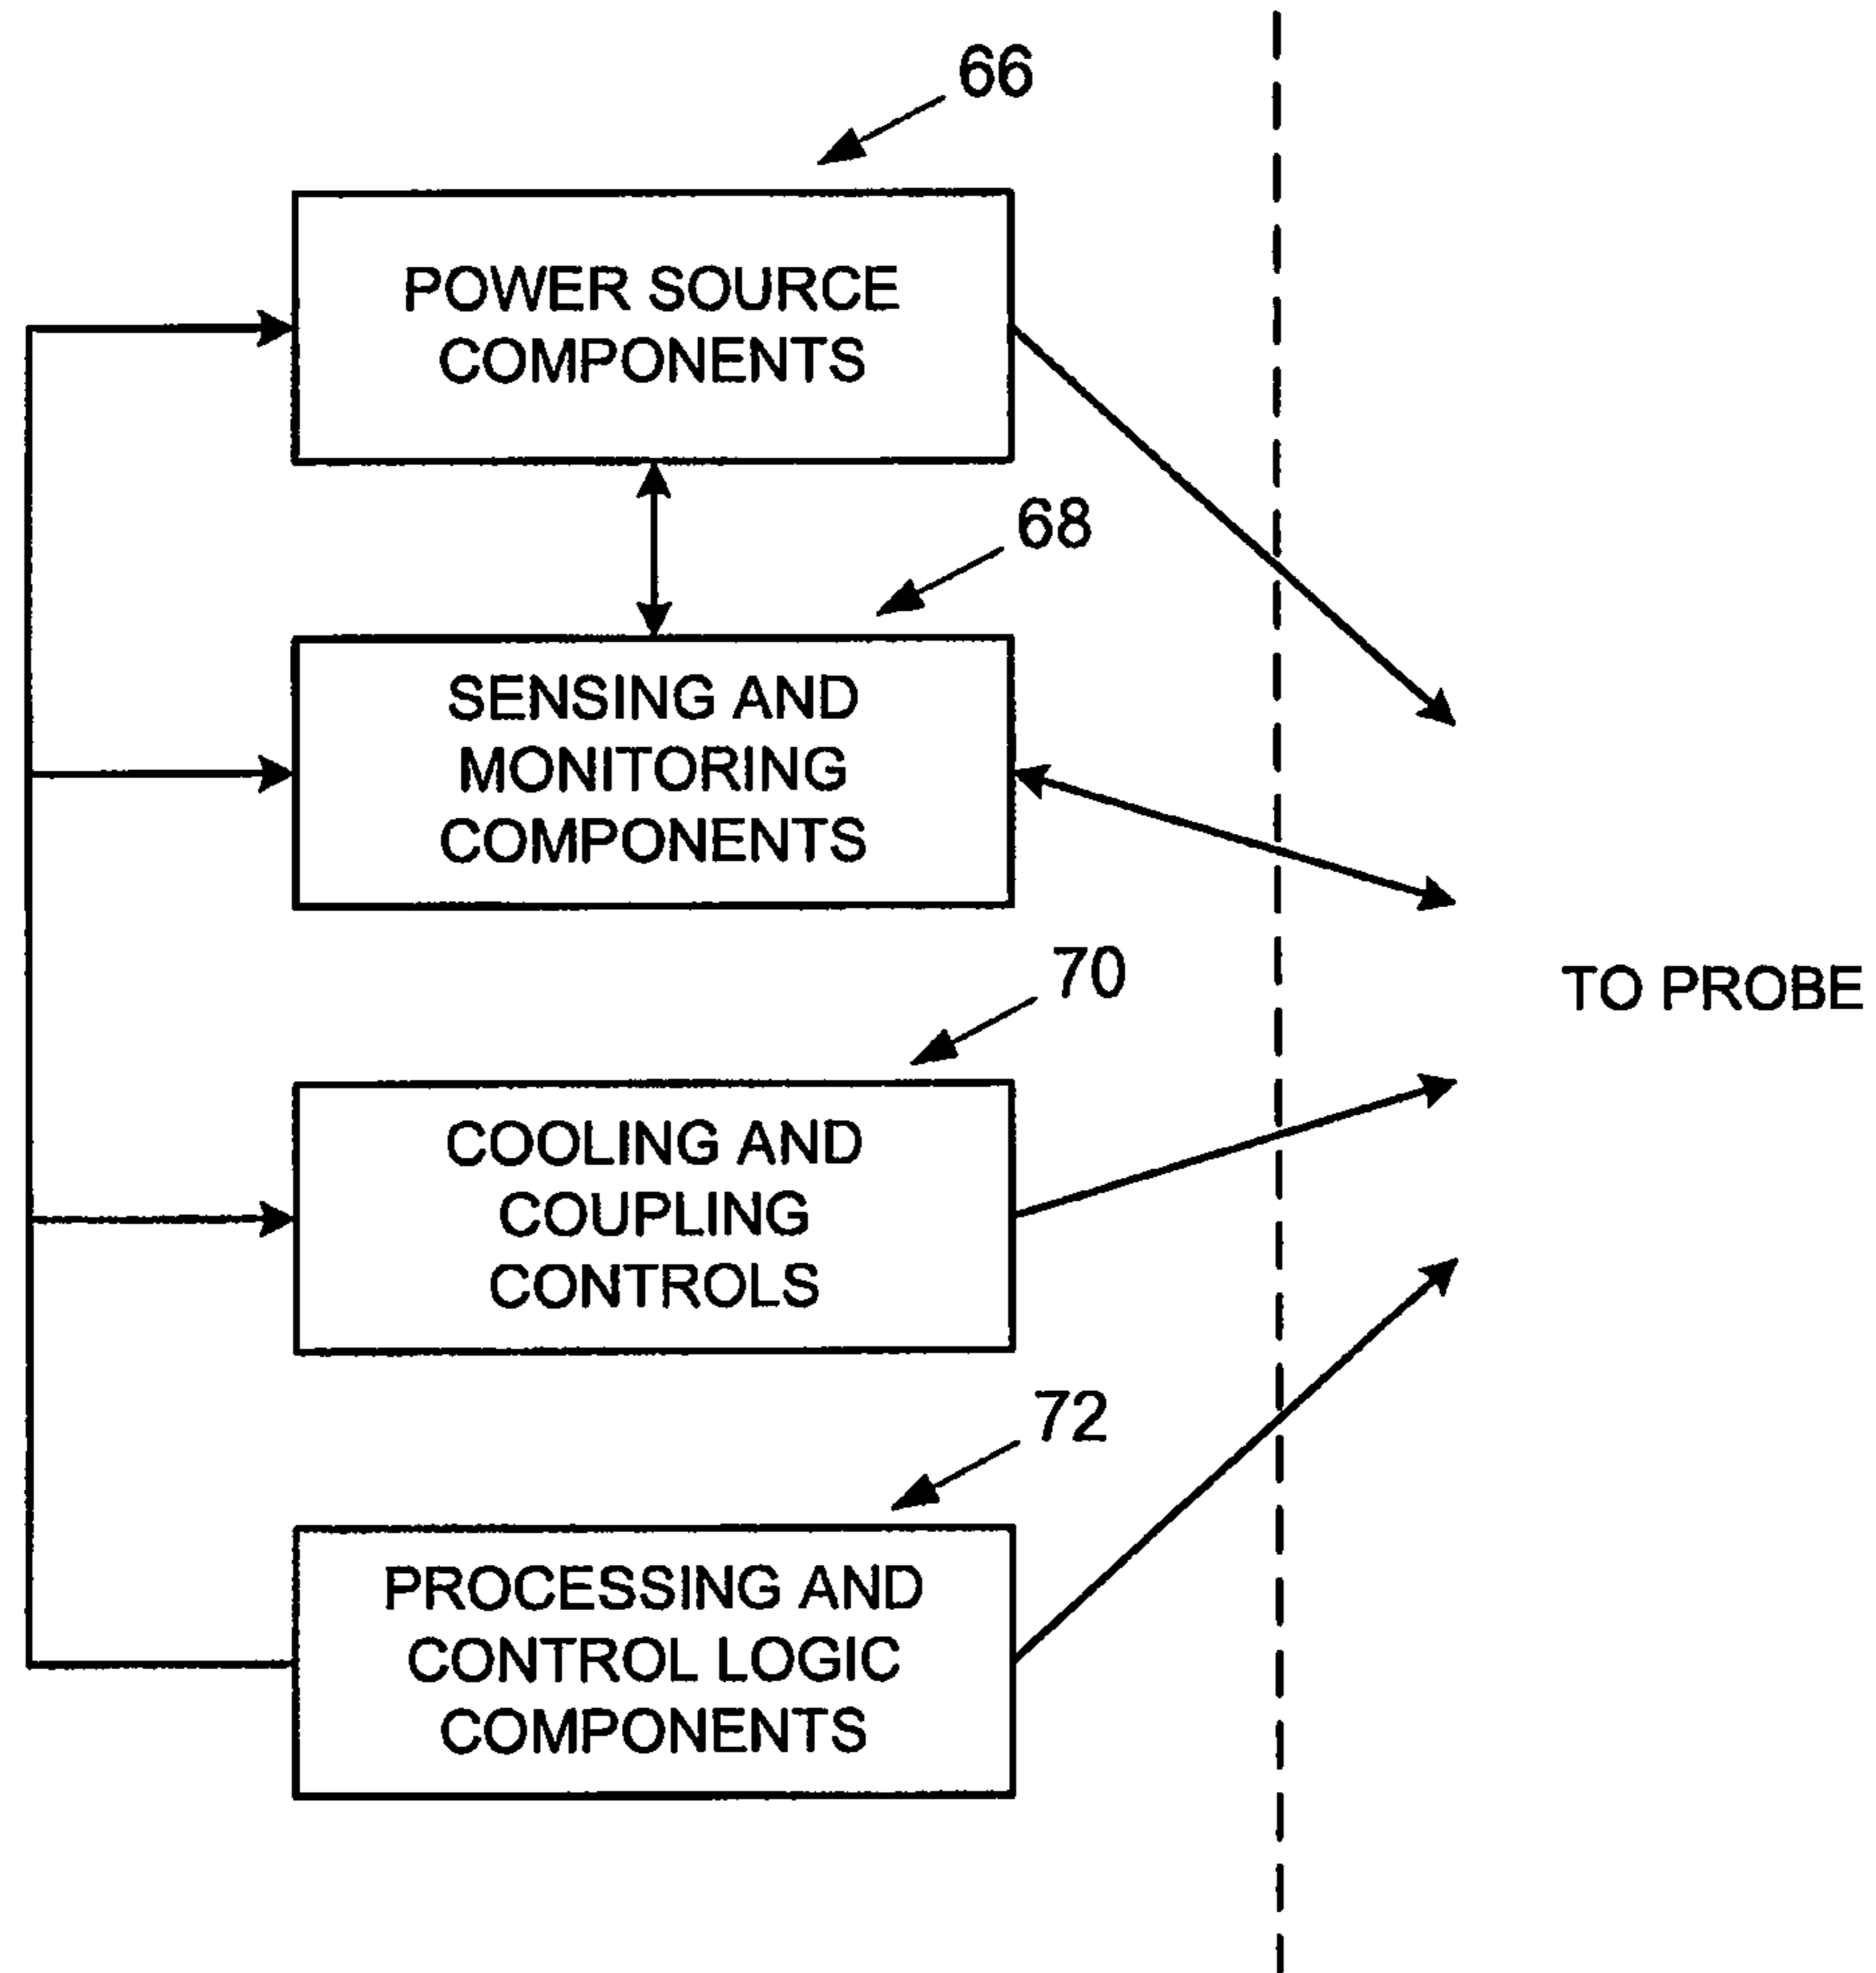 66
POWER SOURCE
COMPONENTS
68
SENSING AND
MONITORING
COMPONENTS
70
TO PROBE
COOLING AND
COUPLING
CONTROLS
72
PROCESSING AND
CONTROL LOGIC
COMPONENTS